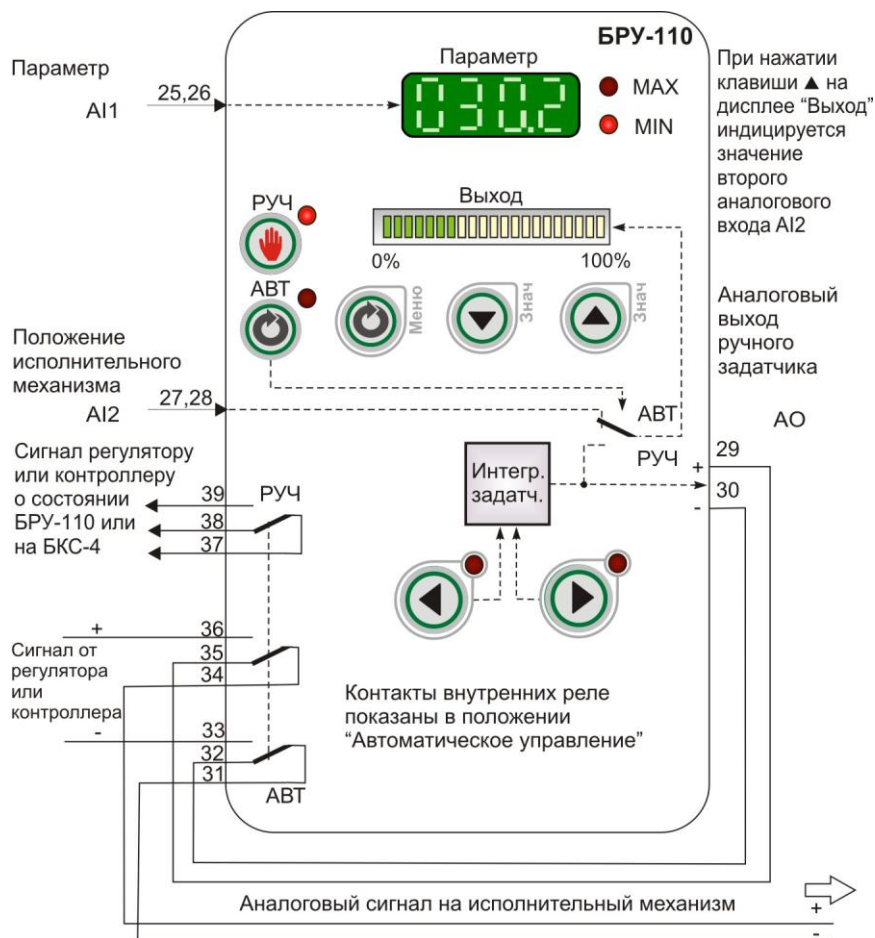 БРУ-110
Параметр
030.2
MAX
MIN
Параметр
AI1
25,26
При нажатии
клавиши ▲ на
дисплее “Выход”
индицируется
значение
второго
аналогового
входа AI2
РУЧ
Выход
0%
100%
АВТ
Меню
Знач
Знач
Аналоговый
выход
ручного
задатчика
АО
Положение
исполнительного
механизма
AI2
27,28
АВТ
РУЧ
29
+
30
-
Интегр.
задатч.
Сигнал регулятору
или контроллеру
о состоянии
БРУ-110 или
на БКС-4
39
38
37
РУЧ
+
36
35
34
Сигнал от
регулятора
или
контроллера
-
33
32
31
АВТ
Контакты внутренних реле
показаны в положении
“Автоматическое управление”
Аналоговый сигнал на исполнительный механизм
+
-